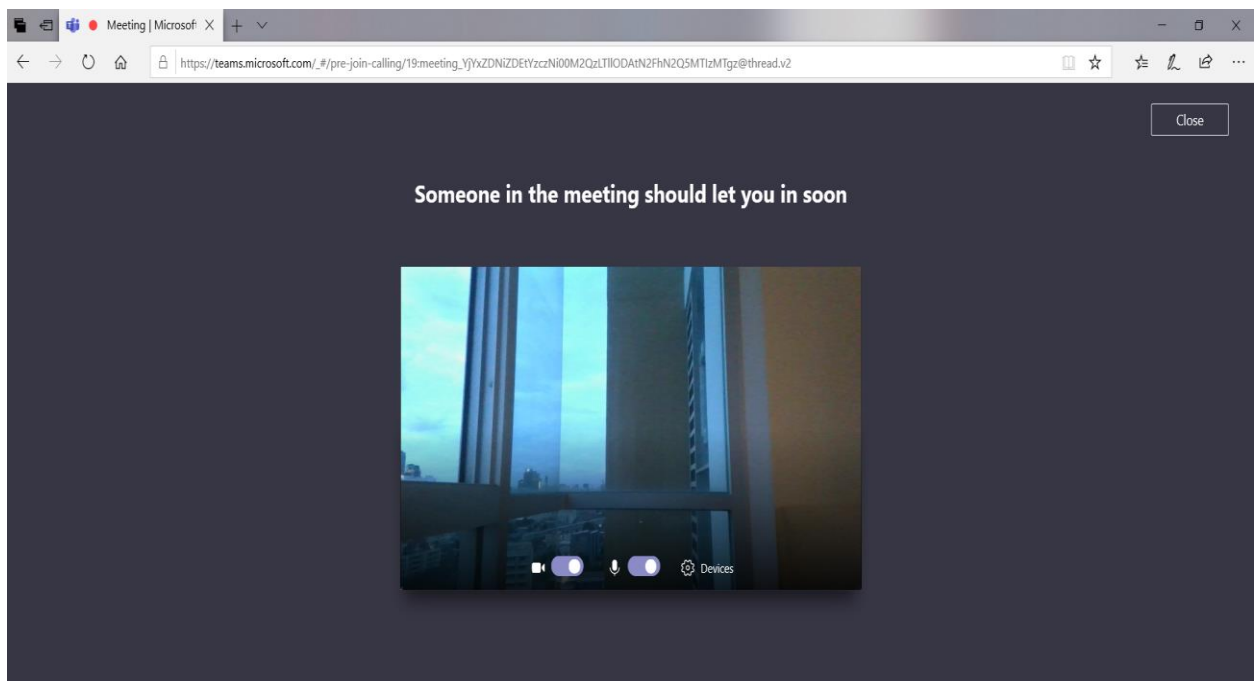 Meeting | Microsof
https://teams.microsoft.com/_#/pre-join-calling/19:meeting_YjYxZDNiZDEtYzczNi00M2QzLTllODAtN2FhN2Q5MTIzMTgz@thread.v2
Close
Someone in the meeting should let you in soon
Devices